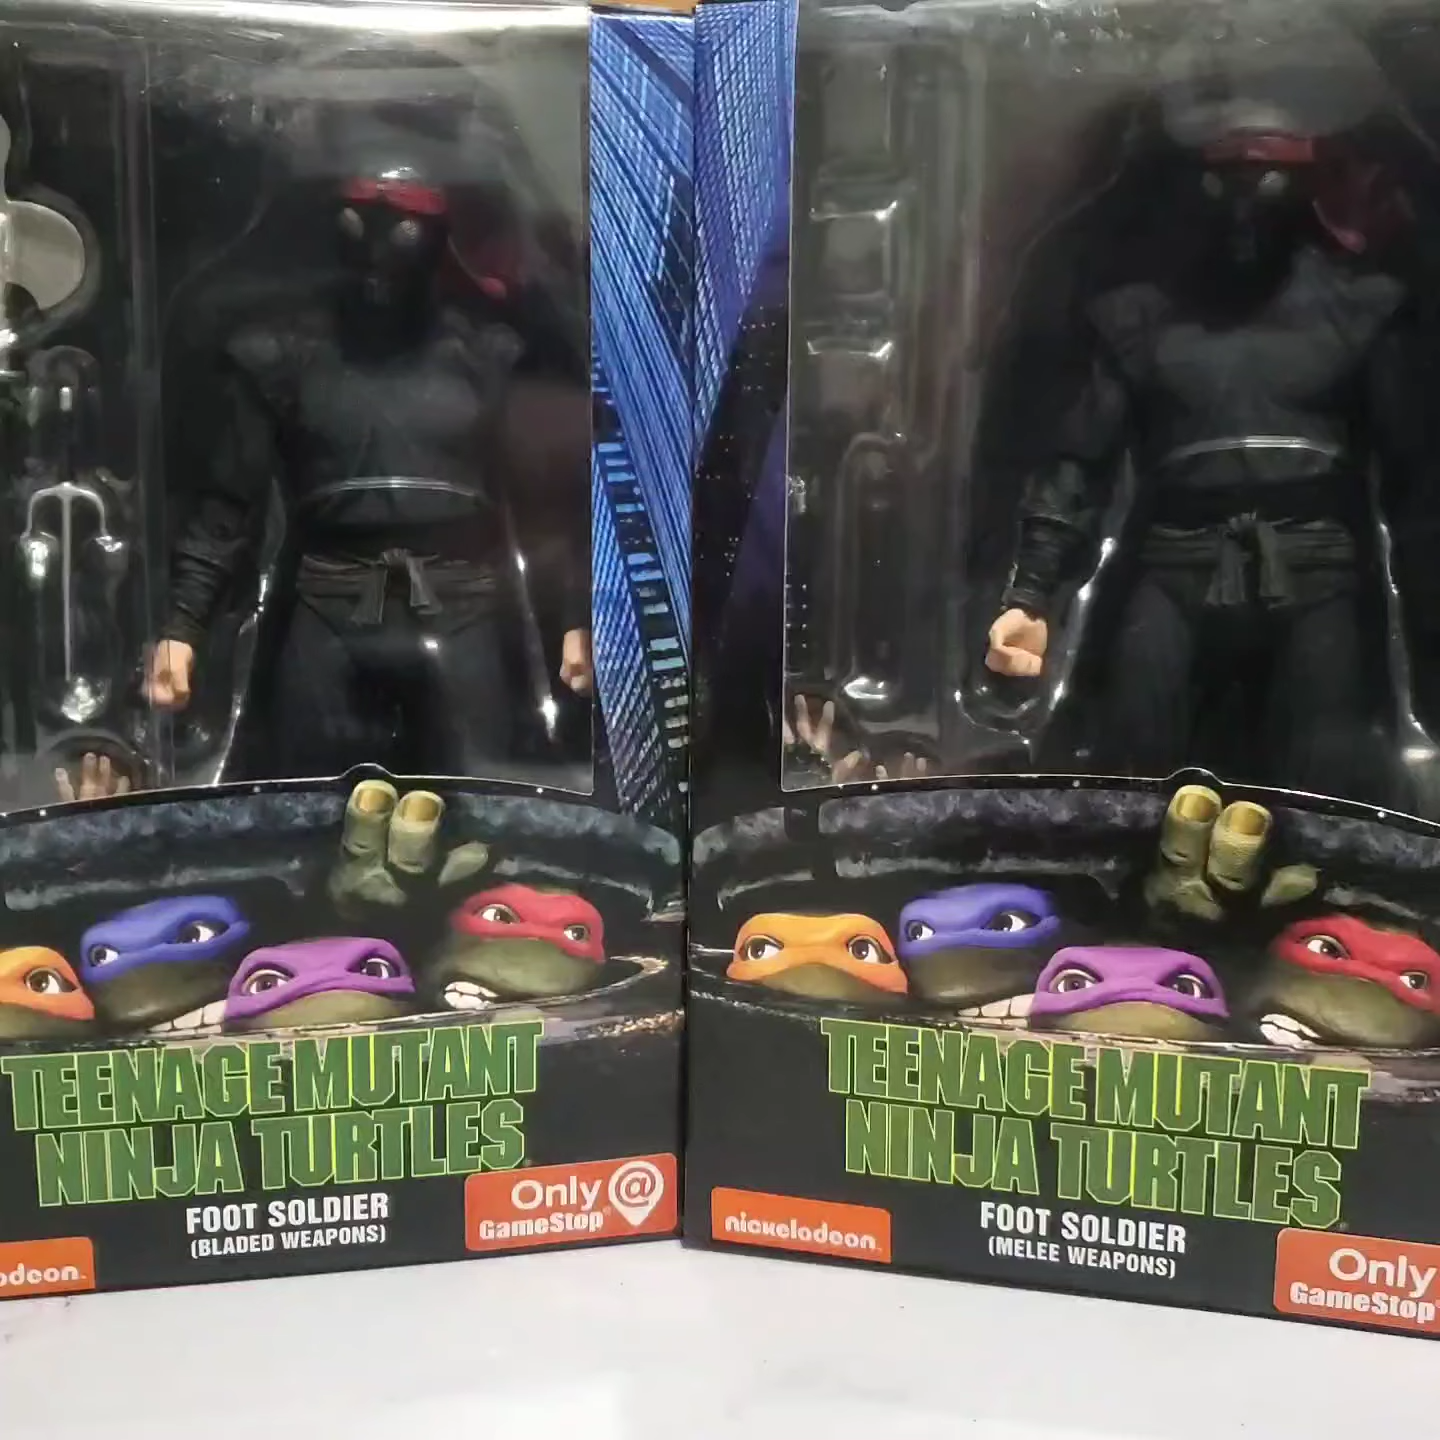 TEENAGE MUTANT
NINJA TURTLES
FOOT SOLDIER
(BLADED WEAPONS)
Only @
GameStop
odeon
TEENAGE MUTANT
NINJA TURTLES
nickelodeon
FOOT SOLDIER
(MELEE WEAPONS)
Only
GameStop